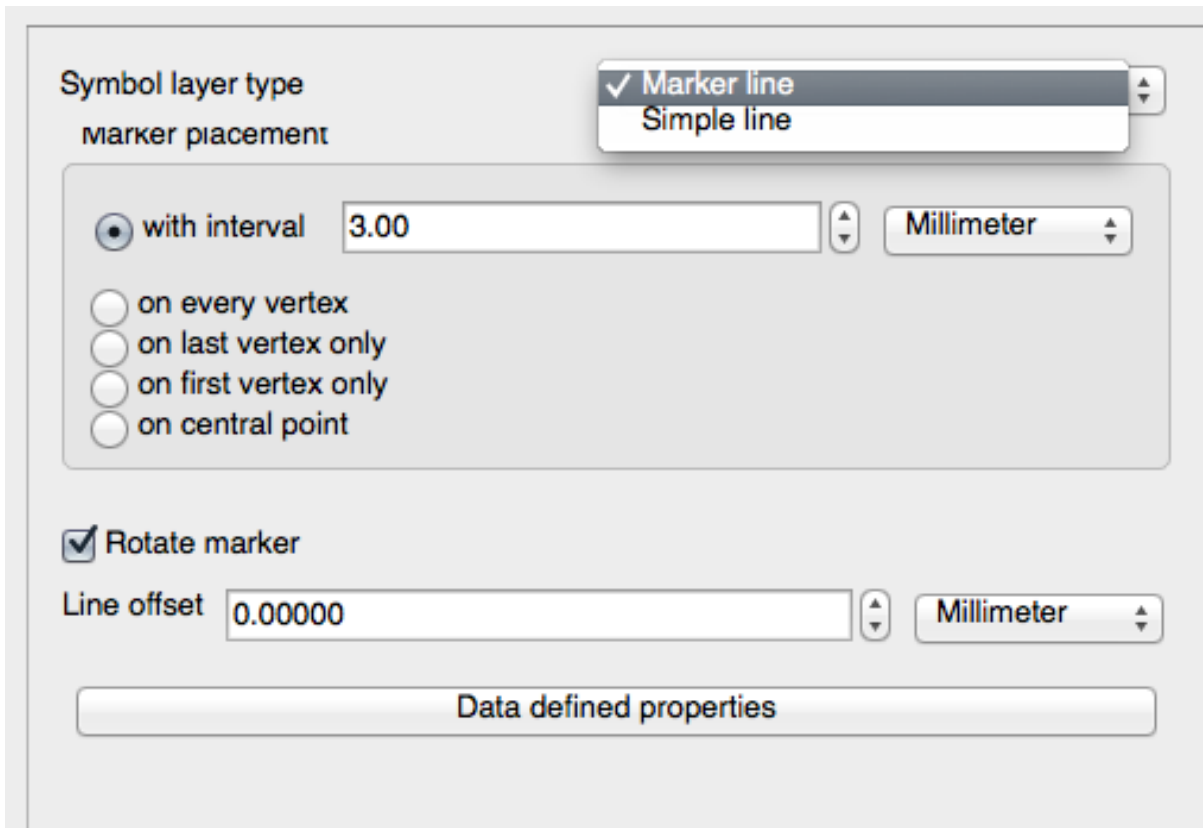 Symbol layer type
Marker line
Simple line
Marker placement
with interval 3.00 Millimeter
on every vertex
on last vertex only
on first vertex only
on central point
Rotate marker
Line offset 0.00000 Millimeter
Data defined properties